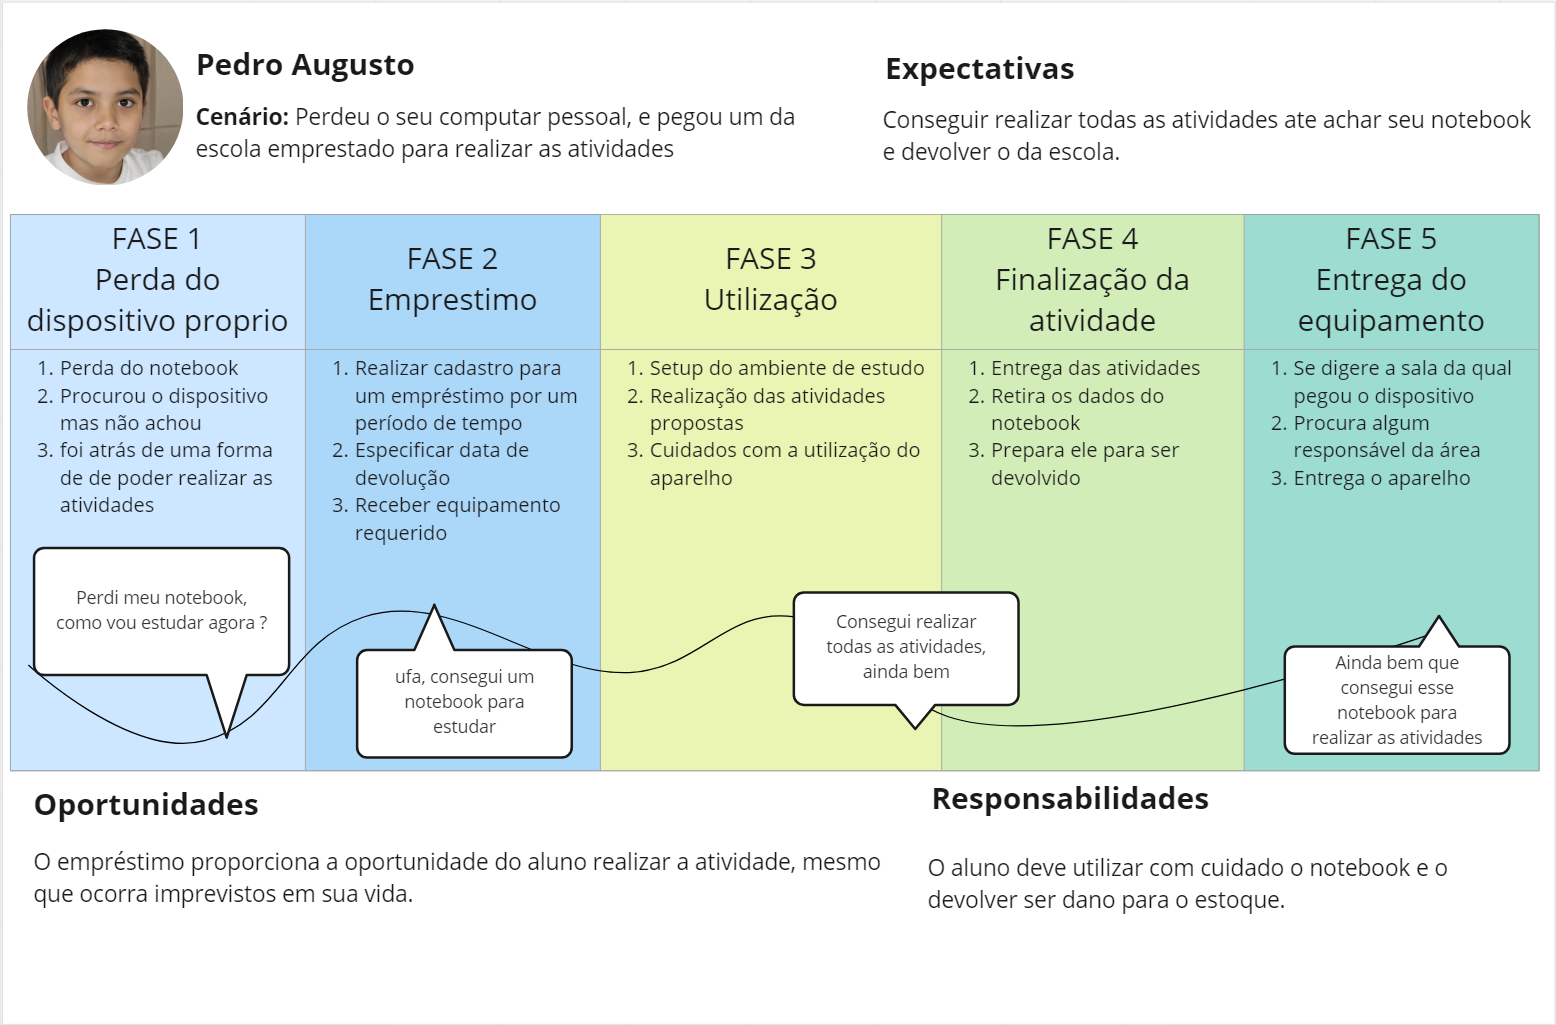 Pedro Augusto
Cenário: Perdeu o seu computar pessoal, e pegou um da
escola emprestado para realizar as atividades
Expectativas
Conseguir realizar todas as atividades ate achar seu notebook
e devolver o da escola.
FASE 1
Perda do
dispositivo proprio
1. Perda do notebook
2. Procurou o dispositivo
mas não achou
3. foi atrás de uma forma
de de poder realizar as
atividades
Perdi meu notebook,
como vou estudar agora ?
FASE 2
Emprestimo
1. Realizar cadastro para
um empréstimo por um
período de tempo
2. Especificar data de
devolução
3. Receber equipamento
requerido
ufa, consegui um
notebook para
estudar
FASE 3
Utilização
1. Setup do ambiente de estudo
2. Realização das atividades
propostas
3. Cuidados com a utilização do
aparelho
Consegui realizar
todas as atividades,
ainda bem
FASE 4
Finalização da
atividade
1. Entrega das atividades
2. Retira os dados do
notebook
3. Prepara ele para ser
devolvido
FASE 5
Entrega do
equipamento
1. Se digere a sala da qual
pegou o dispositivo
2. Procura algum
responsável da área
3. Entrega o aparelho
Ainda bem que
consegui esse
notebook para
realizar as atividades
Oportunidades
O empréstimo proporciona a oportunidade do aluno realizar a atividade, mesmo
que ocorra imprevistos em sua vida.
Responsabilidades
O aluno deve utilizar com cuidado o notebook e o
devolver ser dano para o estoque.